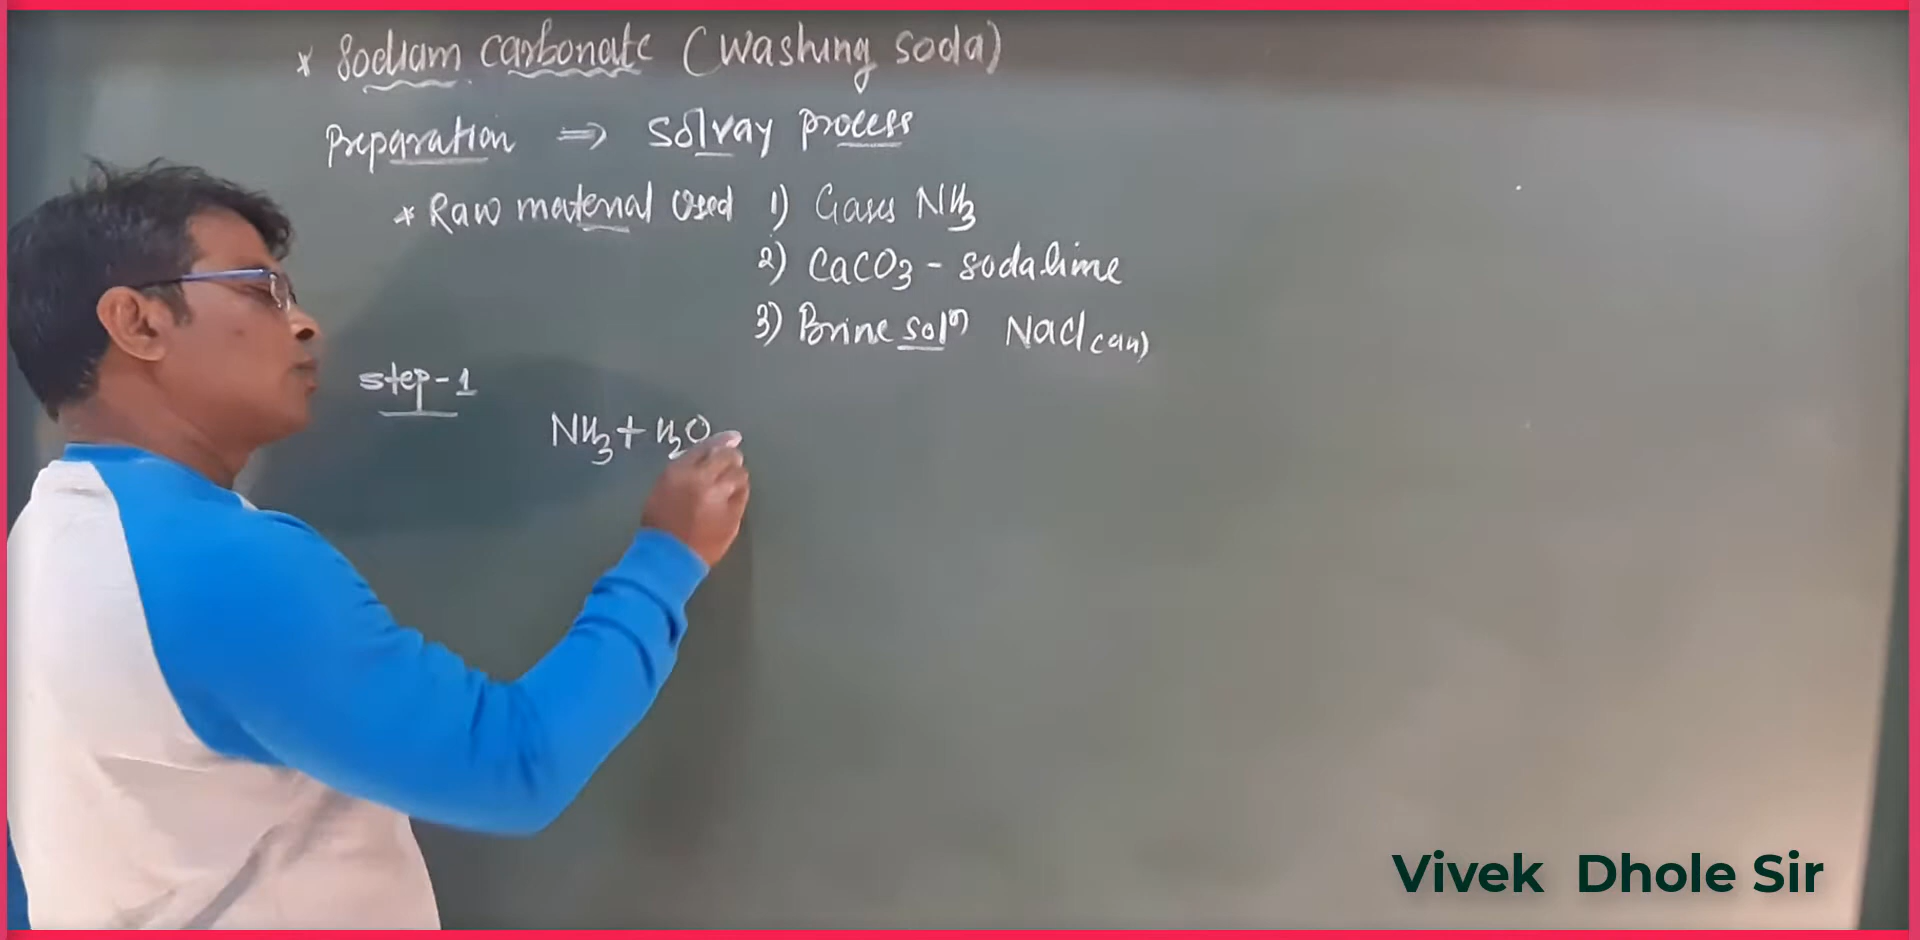 * Sodium carbonate (Washing soda)
Preparation ⇒ Solvay process
* Raw material Used 1) Gases NH3
2) CaCO3 - sodalime
3) Brine solⁿ NaCl(aq)
step-1
NH3 + H2O
Vivek Dhole Sir